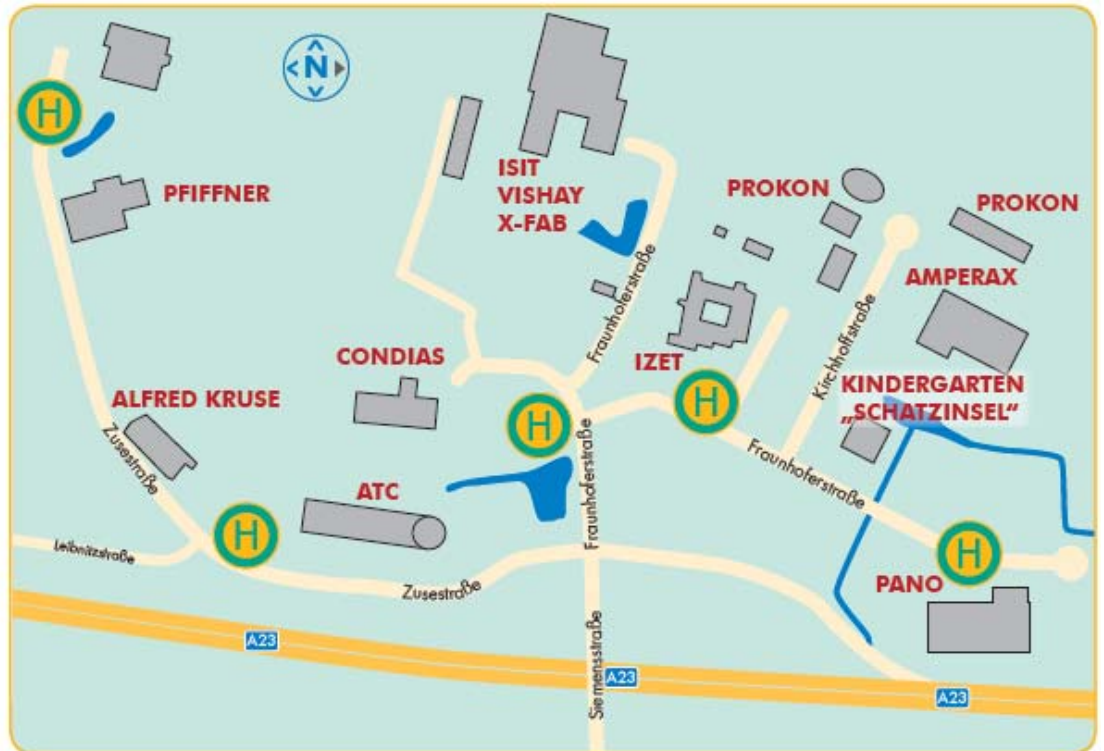 H
N
PFIFFNER
ISIT
VISHAY
X-FAB
PROKON
PROKON
AMPERAX
Fraunhoferstraße
Kirchhoffstraße
IZET
CONDIAS
KINDERGARTEN
„SCHATZINSEL“
ALFRED KRUSE
H
H
Zusestraße
Fraunhoferstraße
Fraunhoferstraße
ATC
H
H
Leibnitzstraße
Zusestraße
PANO
A23
Siemensstraße
A23
A23